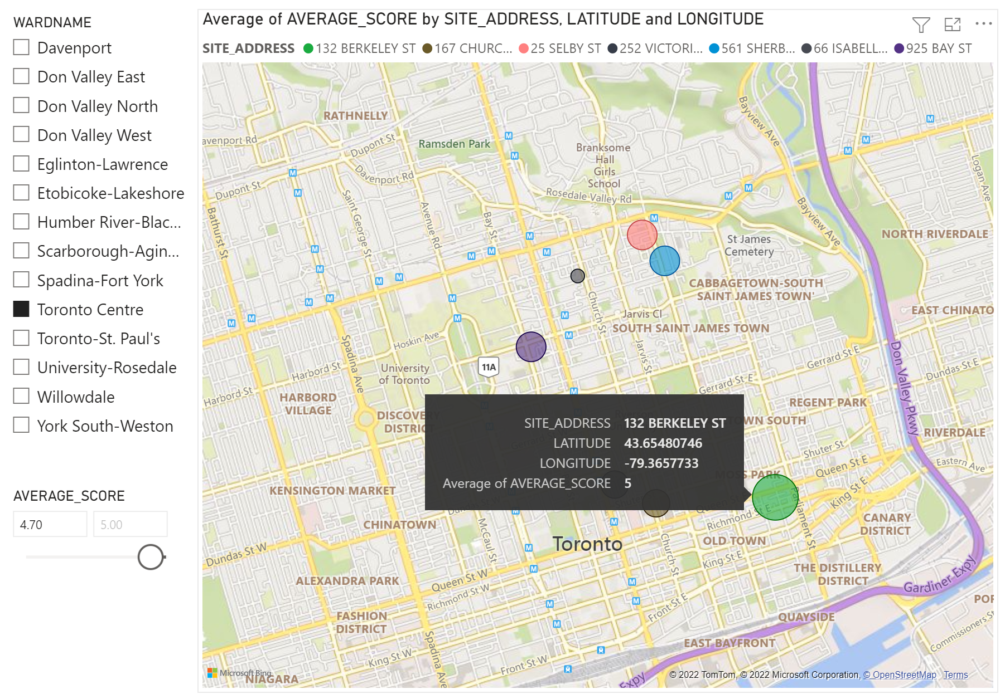 WARDNAME
Davenport
Don Valley East
Don Valley North
Don Valley West
Eglinton-Lawrence
Etobicoke-Lakeshore
Humber River-Blac...
Scarborough-Agin...
Spadina-Fort York
Toronto Centre
Toronto-St. Paul's
University-Rosedale
Willowdale
York South-Weston
AVERAGE_SCORE
4.70 5.00
Average of AVERAGE_SCORE by SITE_ADDRESS, LATITUDE and LONGITUDE
SITE_ADDRESS 132 BERKELEY ST 167 CHURC... 25 SELBY ST 252 VICTORI... 561 SHERB... 66 ISABELL... 925 BAY ST
RATHNELLY
avenport Rd
Dupont St
Ramsden Park
Branksome
Hall
Girls
School
Bayview Ave
Davenport Rd
Dupont St
Rosedale Valley Rd
Logan Ave
Bathurst St
Saint George St
Avenue Rd
Bay St
Bayview Ave
St James
Cemetery
NORTH RIVERDALE
CABBAGETOWN-SOUTH
SAINT JAMES TOWN'
Church St
Jarvis Cl
EAST CHINATO
SOUTH SAINT JAMES TOWN
Hoskin Ave
Spadina Ave
Jarvis St
Harbord St
11A
University
of Toronto
Gerrard St E
Don Valley Pkwy
Dundas St E
Gerrard St E
Harbord St
HARBORD
VILLAGE
REGENT PARK
DISCOVERY
DISTRICT
TOWN SOUTH
RIVERDALE
SITE_ADDRESS 132 BERKELEY ST
LATITUDE 43.65480746
LONGITUDE -79.3657733
Average of AVERAGE_SCORE 5
Shuter St
Queen St E
Eastern Ave
MOSS PARK
KENSINGTON MARKET
Dundas St W
Queen St E
Richmond St E
Parliament St
King St E
CHINATOWN
McCaul St
CANARY
DISTRICT
Toronto
OLD TOWN
Church St
King St E
Dundas St W
THE DISTILLERY
DISTRICT
ALEXANDRA PARK
Queen St W
Richmond St W
Gardiner Expy
Front St E
FASHION
DISTRICT
QUAYSIDE
POR
Commissioners St
Spadina Ave
EAST BAYFRONT
King St W
Front St W
Expy
Microsoft Bing
NIAGARA
© 2022 TomTom, © 2022 Microsoft Corporation, © OpenStreetMap Terms